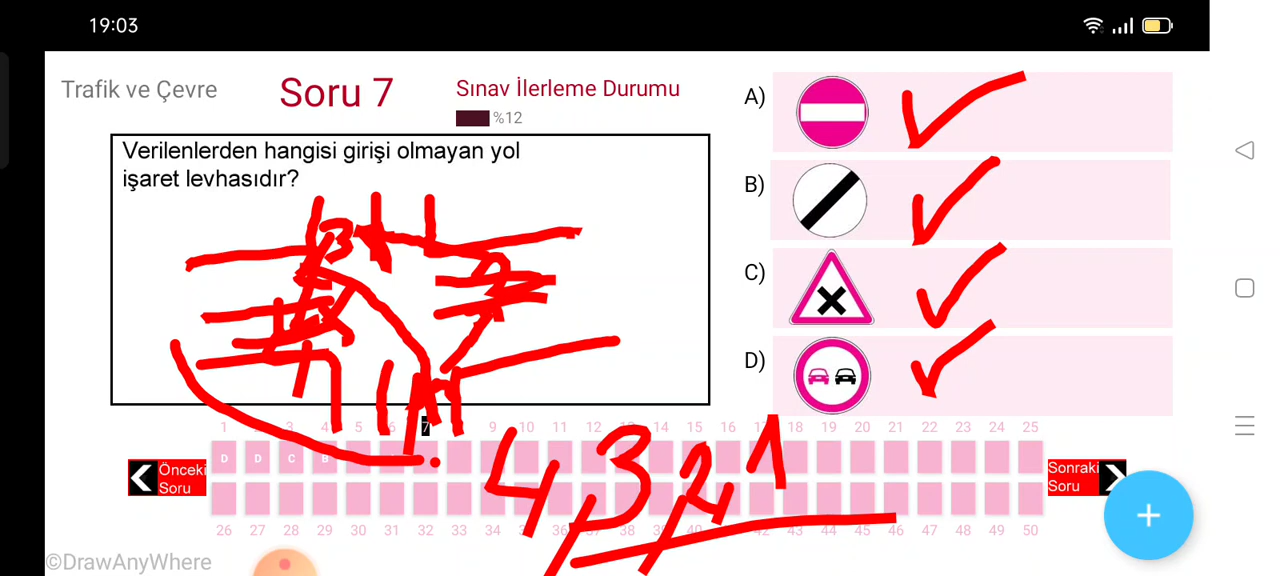 19:03
Trafik ve Çevre
Soru 7
Sınav İlerleme Durumu
%12
Verilenlerden hangisi girişi olmayan yol
işaret levhasıdır?
A)
B)
C)
D)
1 2 3 4 5 6 7 9 10 11 12 13 14 15 16 17 18 19 20 21 22 23 24 25
D D C B
Önceki
Soru
Sonraki
Soru
26 27 28 29 30 31 32 33 34 36 37 38 39 40 42 43 44 45 46 47 48 49 50
4, 3, 2, 1
©DrawAnyWhere